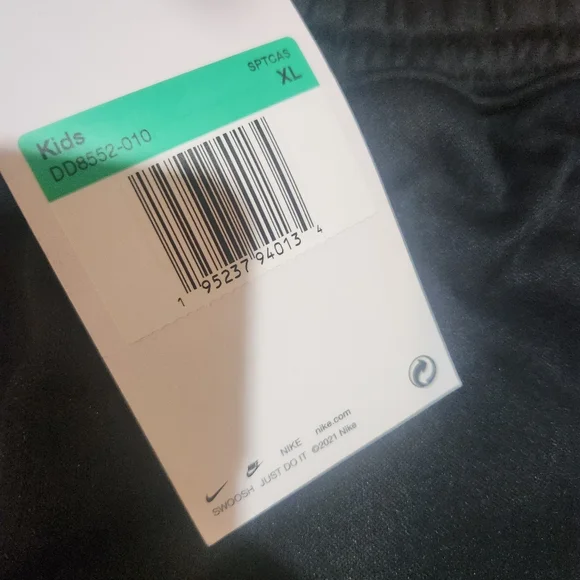 SPTCAS
Kids XL
DD8552-010
1 95237 94013 4
NIKE nike.com
SWOOSH JUST DO IT ©2021 Nike